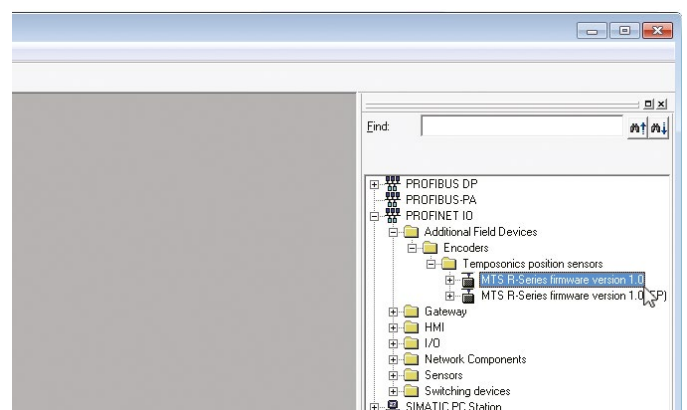 Find:
PROFIBUS DP
PROFIBUS-PA
PROFINET IO
Additional Field Devices
Encoders
Temposonics position sensors
MTS R-Series firmware version 1.0
MTS R-Series firmware version 1.0
Gateway
HMI
I/O
Network Components
Sensors
Switching devices
SIMATIC PC Station